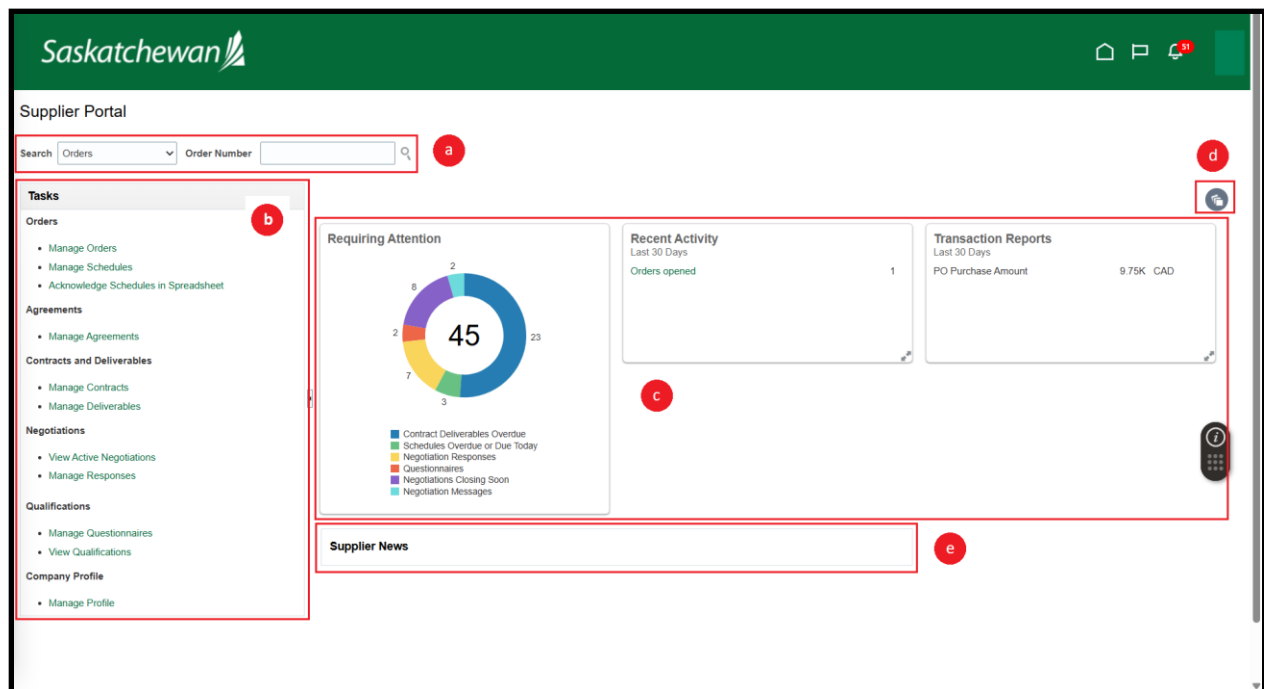 Saskatchewan
51
Supplier Portal
Search Orders Order Number
a
d
Tasks
b
Orders
Manage Orders
Manage Schedules
Acknowledge Schedules in Spreadsheet
Agreements
Manage Agreements
Contracts and Deliverables
Manage Contracts
Manage Deliverables
Negotiations
View Active Negotiations
Manage Responses
Qualifications
Manage Questionnaires
View Qualifications
Company Profile
Manage Profile
Requiring Attention
2
8
2
45
23
7
3
Contract Deliverables Overdue
Schedules Overdue or Due Today
Negotiation Responses
Questionnaires
Negotiations Closing Soon
Negotiation Messages
Recent Activity
Last 30 Days
Orders opened 1
Transaction Reports
Last 30 Days
PO Purchase Amount 9.75K CAD
c
i
Supplier News
e